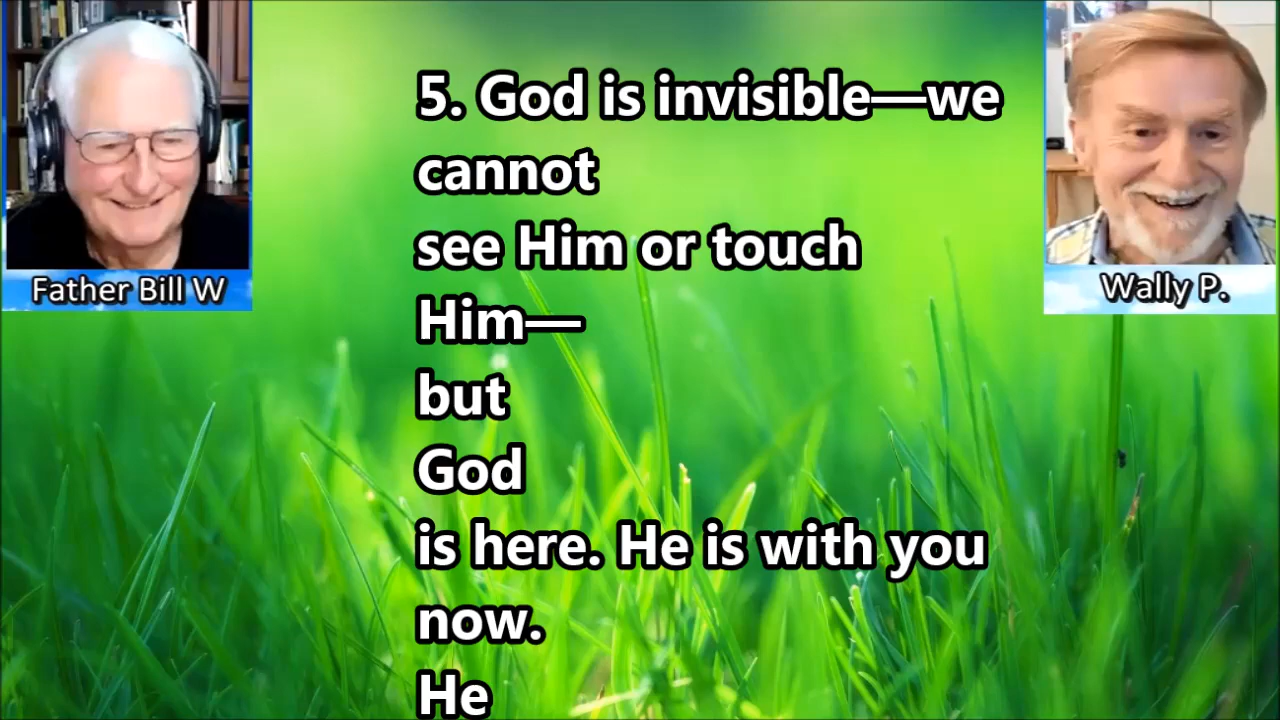 5. God is invisible—we
cannot
see Him or touch
Him—
but
God
is here. He is with you
now.
He
Father Bill W
Wally P.